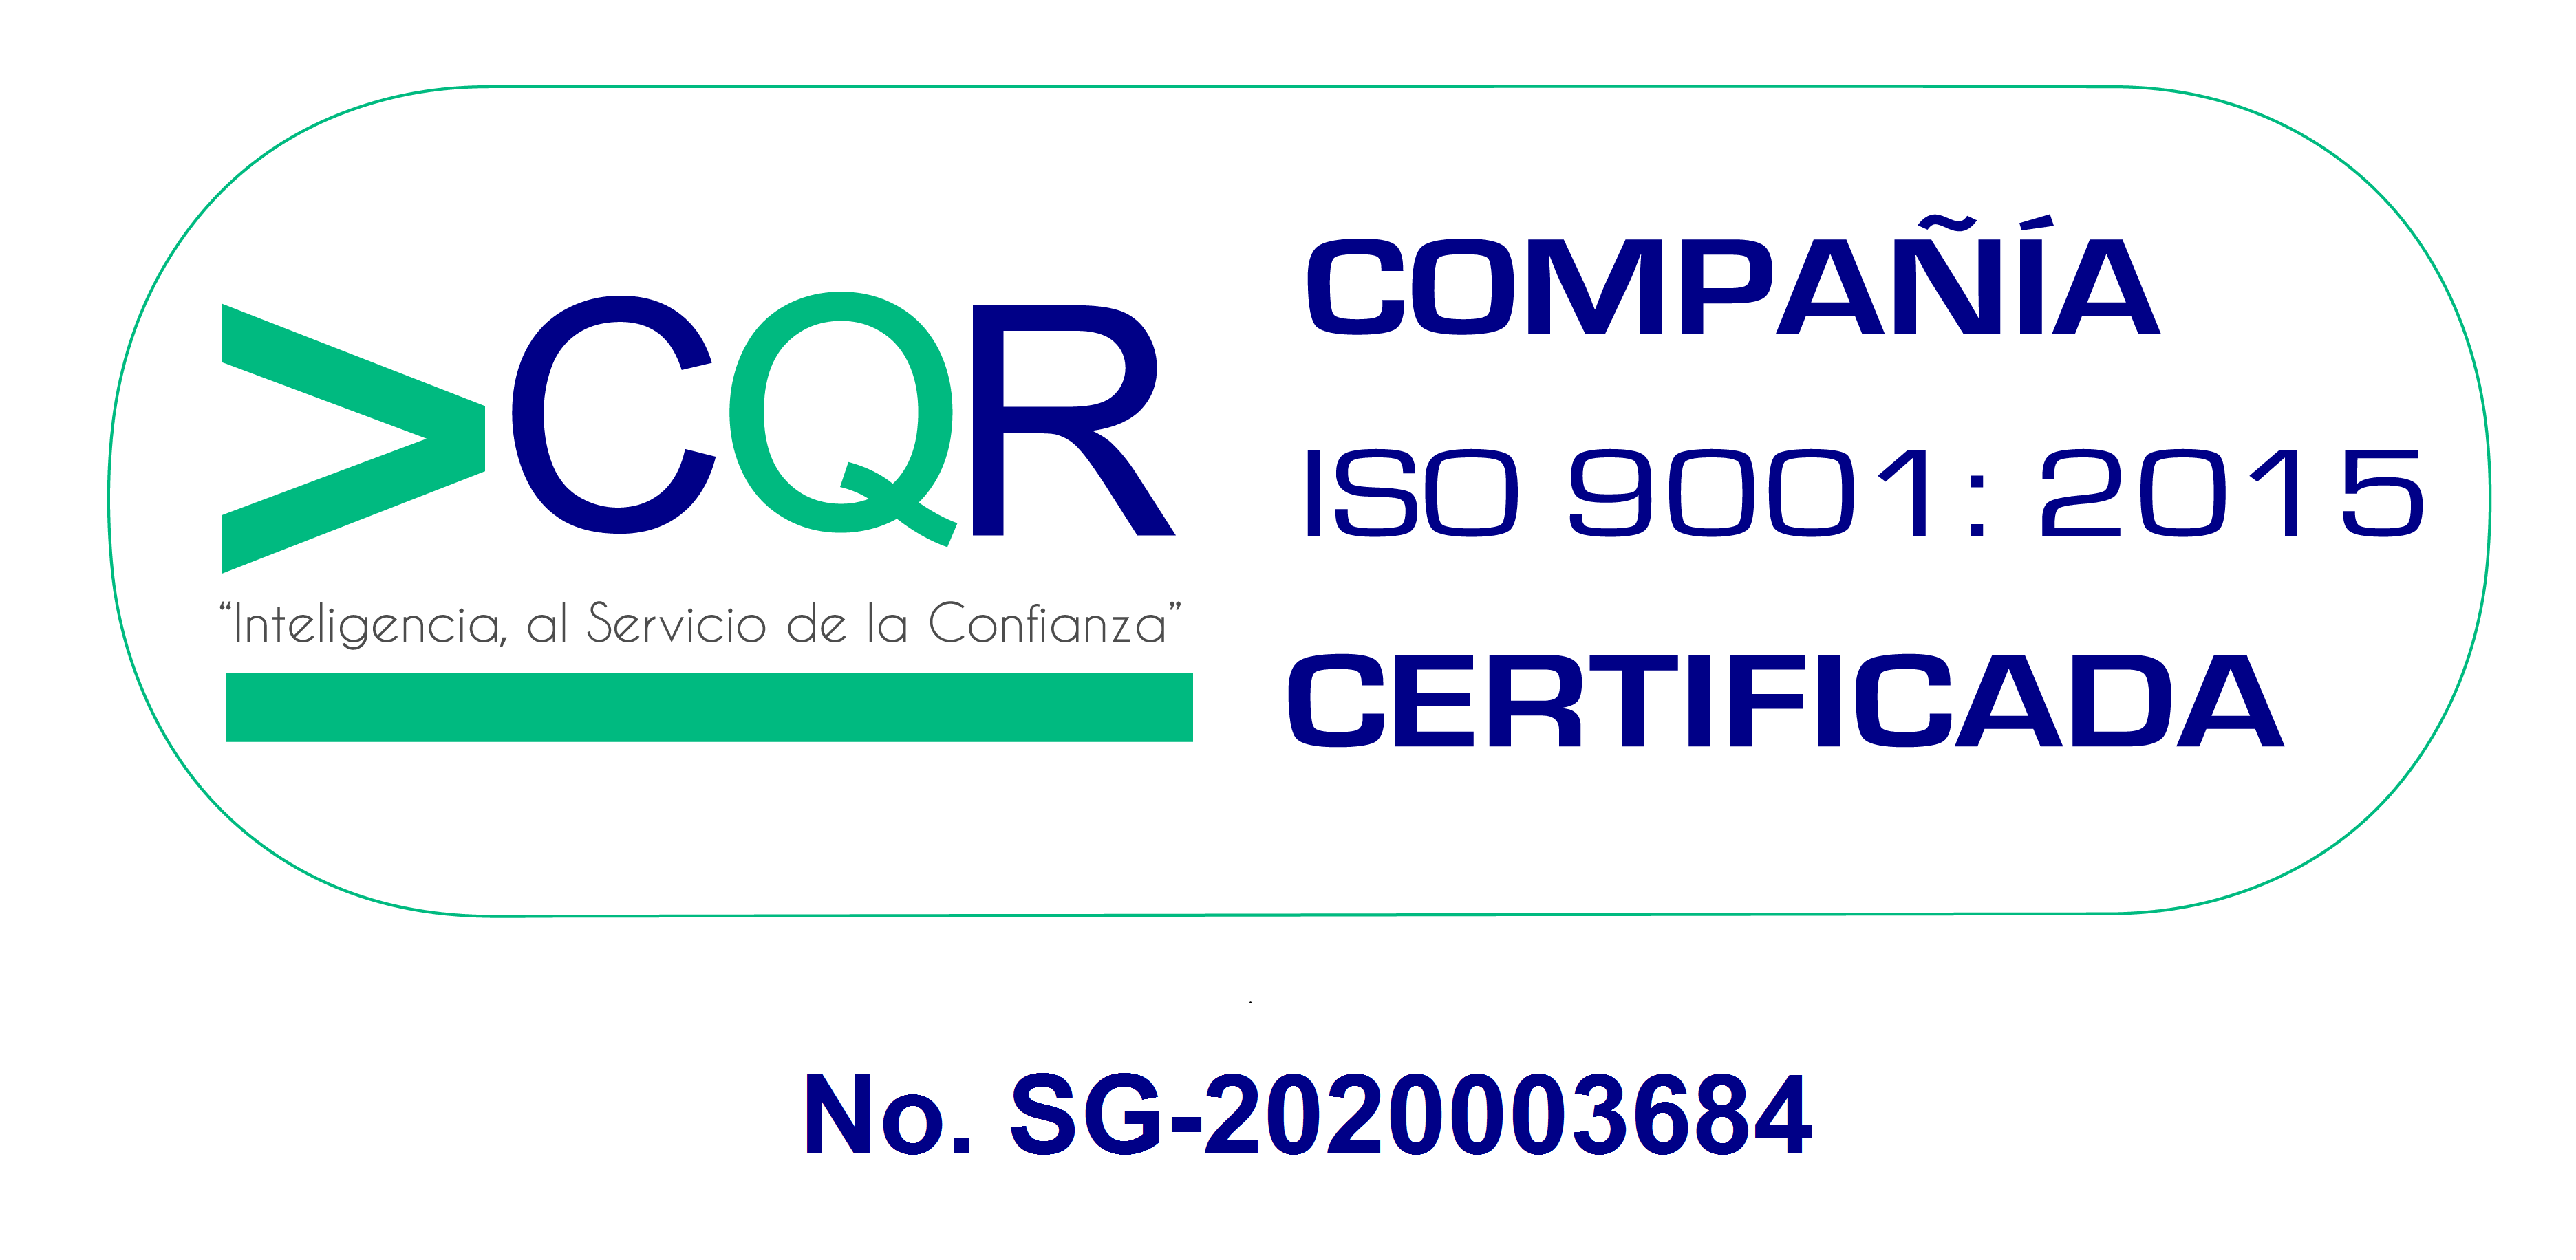 CQR
“Inteligencia, al Servicio de la Confianza”
COMPAÑÍA
ISO 9001: 2015
CERTIFICADA
No. SG-2020003684